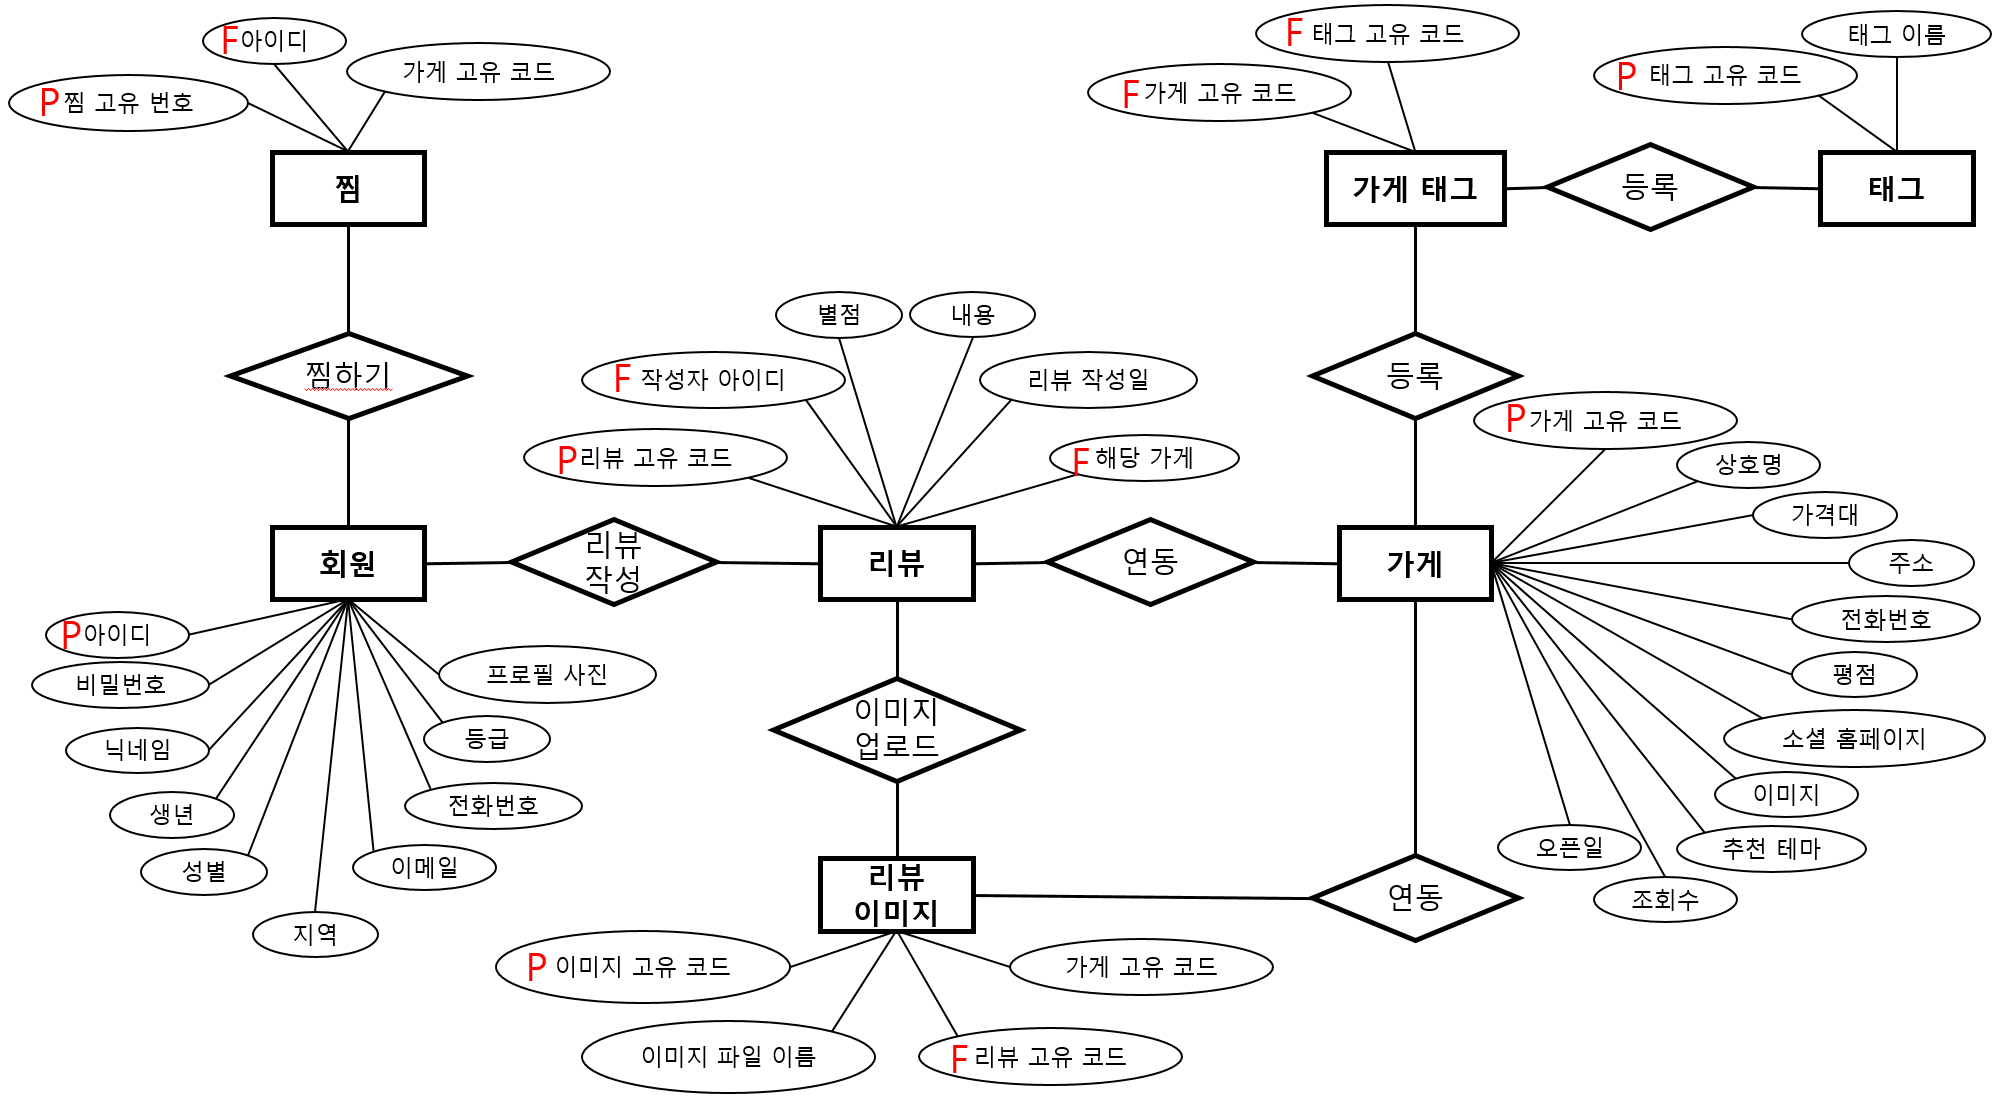 F 아이디
가게 고유 코드
P 찜 고유 번호
찜
찜하기
F 태그 고유 코드
F 가게 고유 코드
가게 태그
등록
태그 이름
P 태그 고유 코드
태그
등록
별점
내용
F 작성자 아이디
리뷰 작성일
P 리뷰 고유 코드
F 해당 가게
회원
리뷰
작성
리뷰
연동
가게
P 가게 고유 코드
상호명
가격대
주소
전화번호
평점
소셜 홈페이지
이미지
추천 테마
조회수
오픈일
P 아이디
비밀번호
닉네임
생년
성별
지역
이메일
전화번호
등급
프로필 사진
이미지
업로드
리뷰
이미지
연동
P 이미지 고유 코드
이미지 파일 이름
F 리뷰 고유 코드
가게 고유 코드